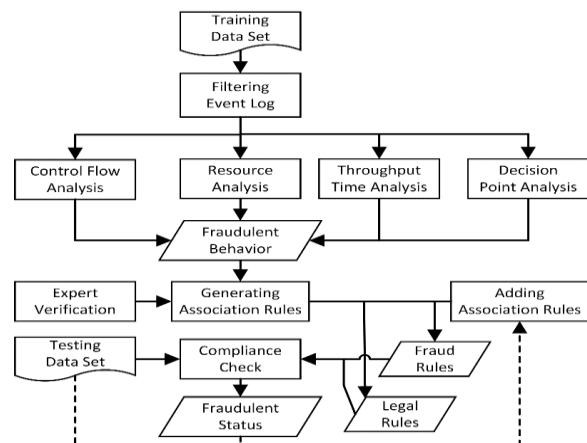 Training
Data Set
Filtering
Event Log
Control Flow
Analysis
Resource
Analysis
Throughput
Time Analysis
Decision
Point Analysis
Fraudulent
Behavior
Expert
Verification
Generating
Association Rules
Adding
Association Rules
Testing
Data Set
Compliance
Check
Fraud
Rules
Fraudulent
Status
Legal
Rules